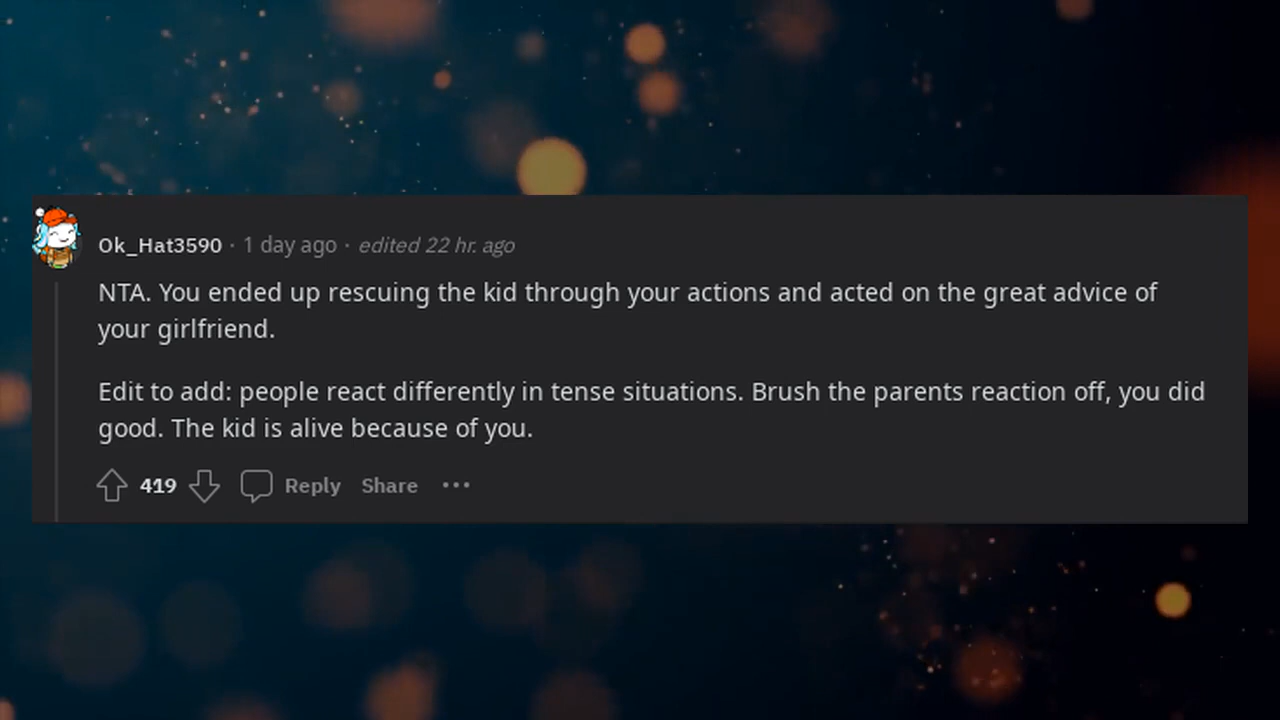 Ok_Hat3590 · 1 day ago · edited 22 hr. ago
NTA. You ended up rescuing the kid through your actions and acted on the great advice of
your girlfriend.
Edit to add: people react differently in tense situations. Brush the parents reaction off, you did
good. The kid is alive because of you.
419 Reply Share ···